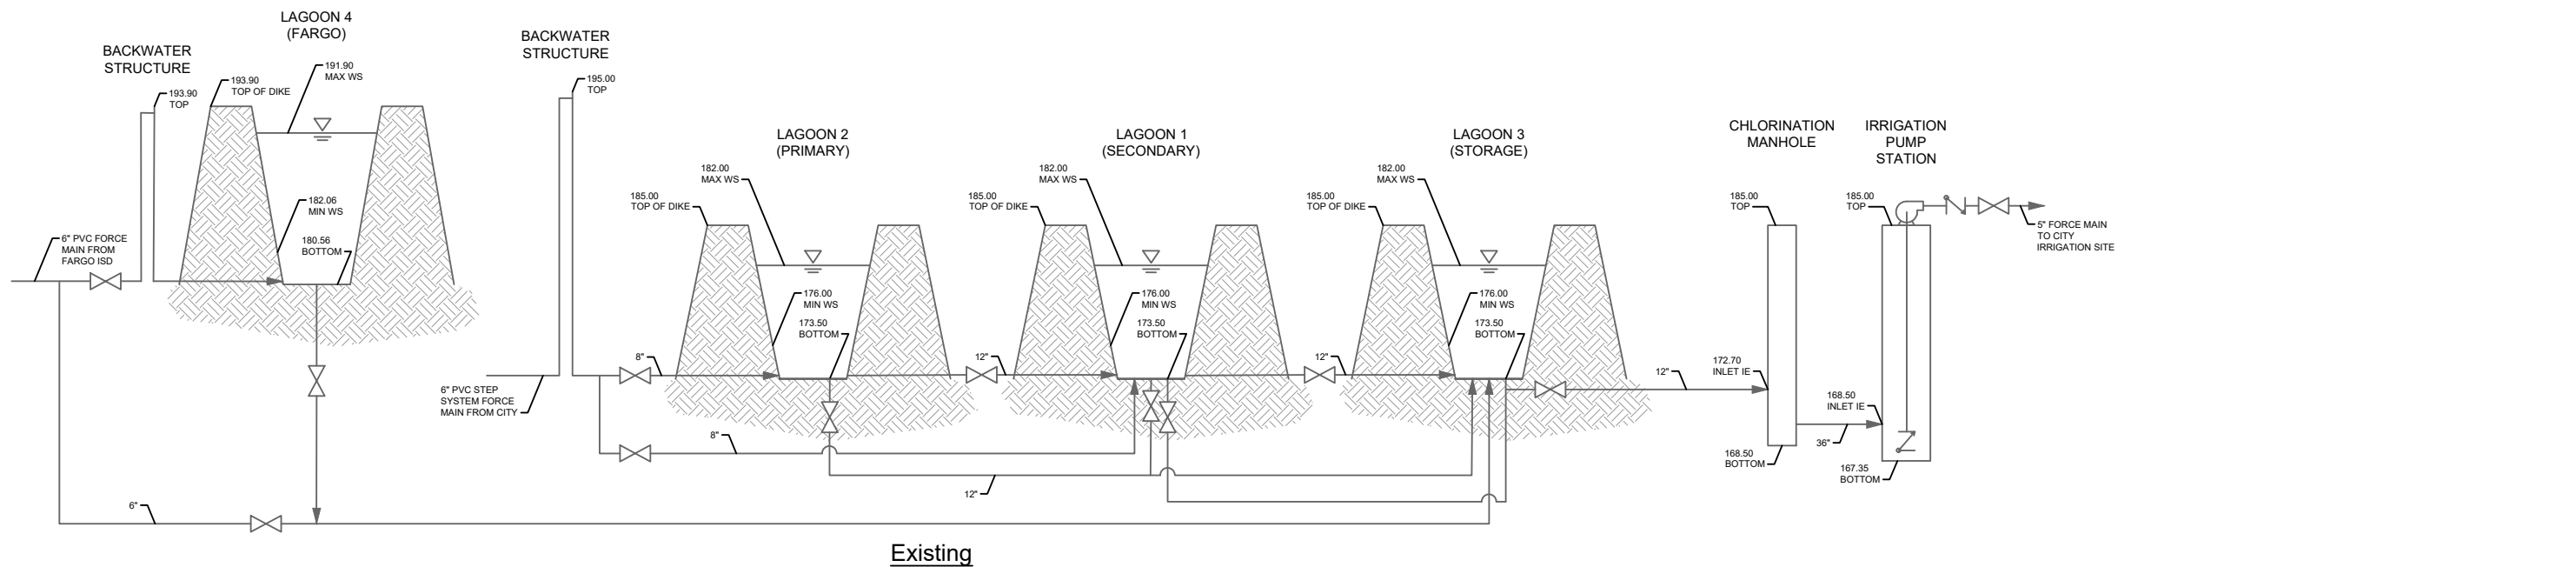 LAGOON 4
(FARGO)
BACKWATER
STRUCTURE
193.90
TOP
193.90
TOP OF DIKE
191.90
MAX WS
182.06
MIN WS
180.56
BOTTOM
6" PVC FORCE
MAIN FROM
FARGO ISD
6"
BACKWATER
STRUCTURE
195.00
TOP
6" PVC STEP
SYSTEM FORCE
MAIN FROM CITY
8"
8"
LAGOON 2
(PRIMARY)
182.00
MAX WS
185.00
TOP OF DIKE
176.00
MIN WS
173.50
BOTTOM
12"
12"
LAGOON 1
(SECONDARY)
182.00
MAX WS
185.00
TOP OF DIKE
176.00
MIN WS
173.50
BOTTOM
12"
LAGOON 3
(STORAGE)
182.00
MAX WS
185.00
TOP OF DIKE
176.00
MIN WS
173.50
BOTTOM
12"
CHLORINATION
MANHOLE
185.00
TOP
172.70
INLET IE
168.50
BOTTOM
36"
IRRIGATION
PUMP
STATION
185.00
TOP
168.50
INLET IE
167.35
BOTTOM
5" FORCE MAIN
TO CITY
IRRIGATION SITE
Existing